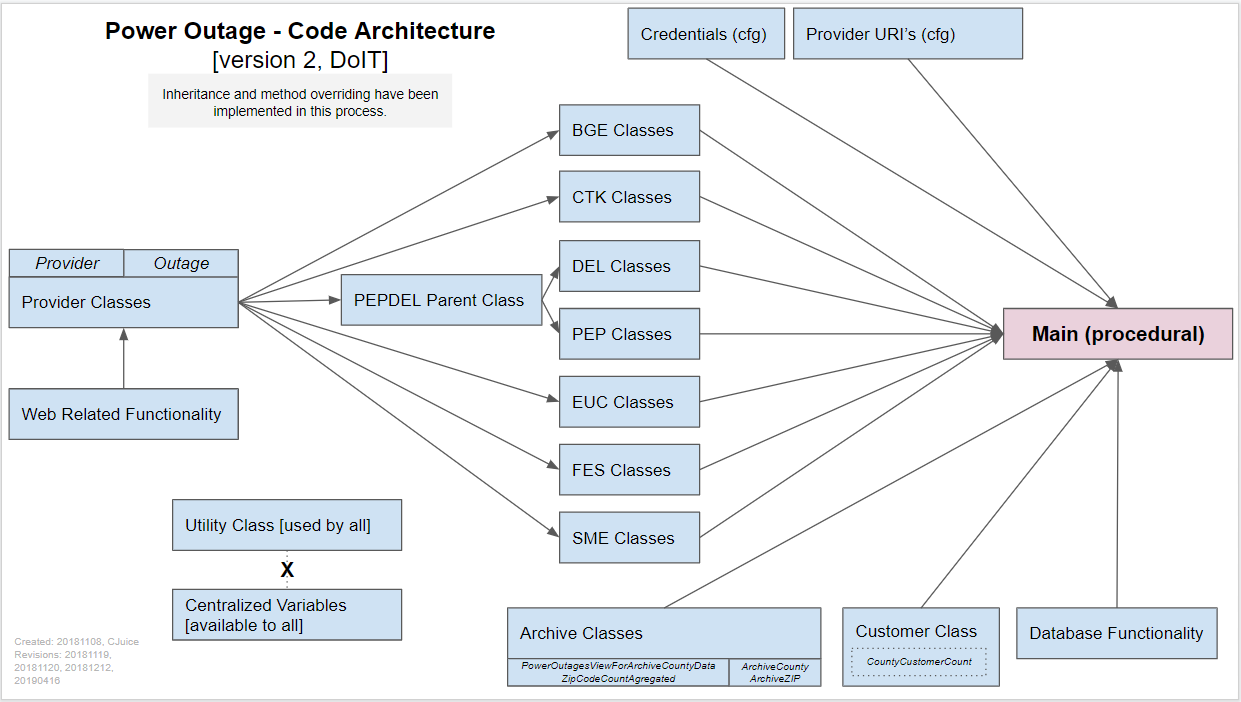 Power Outage - Code Architecture
[version 2, DoIT]
Inheritance and method overriding have been
implemented in this process.
Credentials (cfg)
Provider URI's (cfg)
BGE Classes
CTK Classes
Provider
Outage
Provider Classes
PEPDEL Parent Class
DEL Classes
PEP Classes
Main (procedural)
Web Related Functionality
EUC Classes
FES Classes
SME Classes
Utility Class [used by all]
X
Centralized Variables
[available to all]
Archive Classes
PowerOutagesViewForArchiveCountyData
ZipCodeCountAgregated
ArchiveCounty
ArchiveZIP
Customer Class
CountyCustomerCount
Database Functionality
Created: 20181108, CJuice
Revisions: 20181119,
20181120, 20181212,
20190416